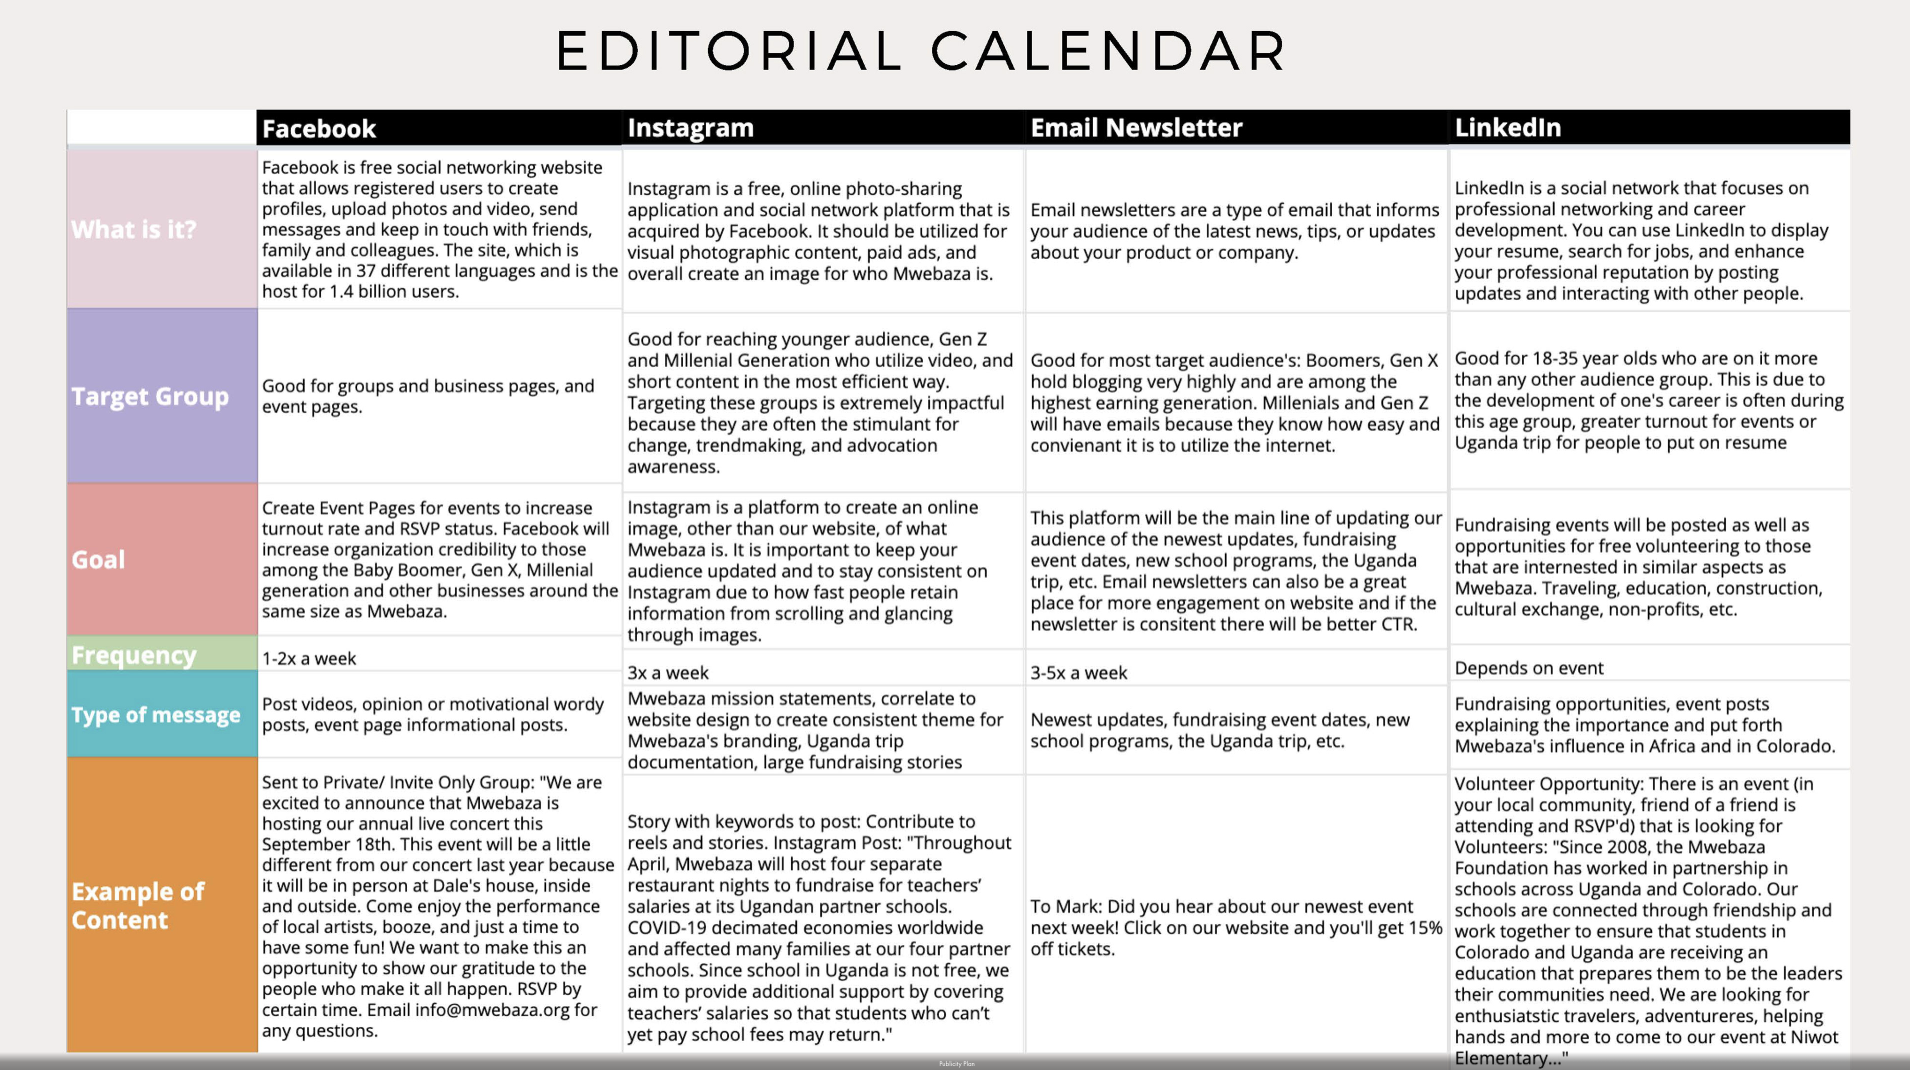 EDITORIAL CALENDAR
Facebook
Instagram
Email Newsletter
LinkedIn
What is it?
Facebook is free social networking website
that allows registered users to create
profiles, upload photos and video, send
messages and keep in touch with friends,
family and colleagues. The site, which is
available in 37 different languages and is the
host for 1.4 billion users.
Instagram is a free, online photo-sharing
application and social network platform that is
acquired by Facebook. It should be utilized for
visual photographic content, paid ads, and
overall create an image for who Mwebaza is.
Email newsletters are a type of email that informs
your audience of the latest news, tips, or updates
about your product or company.
LinkedIn is a social network that focuses on
professional networking and career
development. You can use LinkedIn to display
your resume, search for jobs, and enhance
your professional reputation by posting
updates and interacting with other people.
Target Group
Good for groups and business pages, and
event pages.
Good for reaching younger audience, Gen Z
and Millenial Generation who utilize video, and
short content in the most efficient way.
Targeting these groups is extremely impactful
because they are often the stimulant for
change, trendmaking, and advocation
awareness.
Good for most target audience's: Boomers, Gen X
hold blogging very highly and are among the
highest earning generation. Millenials and Gen Z
will have emails because they know how easy and
convienant it is to utilize the internet.
Good for 18-35 year olds who are on it more
than any other audience group. This is due to
the development of one's career is often during
this age group, greater turnout for events or
Uganda trip for people to put on resume
Goal
Create Event Pages for events to increase
turnout rate and RSVP status. Facebook will
increase organization credibility to those
among the Baby Boomer, Gen X, Millenial
generation and other businesses around the
same size as Mwebaza.
Instagram is a platform to create an online
image, other than our website, of what
Mwebaza is. It is important to keep your
audience updated and to stay consistent on
Instagram due to how fast people retain
information from scrolling and glancing
through images.
This platform will be the main line of updating our
audience of the newest updates, fundraising
event dates, new school programs, the Uganda
trip, etc. Email newsletters can also be a great
place for more engagement on website and if the
newsletter is consitent there will be better CTR.
Fundraising events will be posted as well as
opportunities for free volunteering to those
that are internested in similar aspects as
Mwebaza. Traveling, education, construction,
cultural exchange, non-profits, etc.
Frequency
1-2x a week
3x a week
3-5x a week
Depends on event
Type of message
Post videos, opinion or motivational wordy
posts, event page informational posts.
Mwebaza mission statements, correlate to
website design to create consistent theme for
Mwebaza's branding, Uganda trip
documentation, large fundraising stories
Newest updates, fundraising event dates, new
school programs, the Uganda trip, etc.
Fundraising opportunities, event posts
explaining the importance and put forth
Mwebaza's influence in Africa and in Colorado.
Example of
Content
Sent to Private/ Invite Only Group: "We are
excited to announce that Mwebaza is
hosting our annual live concert this
September 18th. This event will be a little
different from our concert last year because
it will be in person at Dale's house, inside
and outside. Come enjoy the performance
of local artists, booze, and just a time to
have some fun! We want to make this an
opportunity to show our gratitude to the
people who make it all happen. RSVP by
certain time. Email info@mwebaza.org for
any questions.
Story with keywords to post: Contribute to
reels and stories. Instagram Post: "Throughout
April, Mwebaza will host four separate
restaurant nights to fundraise for teachers’
salaries at its Ugandan partner schools.
COVID-19 decimated economies worldwide
and affected many families at our four partner
schools. Since school in Uganda is not free, we
aim to provide additional support by covering
teachers’ salaries so that students who can’t
yet pay school fees may return."
To Mark: Did you hear about our newest event
next week! Click on our website and you'll get 15%
off tickets.
Volunteer Opportunity: There is an event (in
your local community, friend of a friend is
attending and RSVP'd) that is looking for
Volunteers: "Since 2008, the Mwebaza
Foundation has worked in partnership in
schools across Uganda and Colorado. Our
schools are connected through friendship and
work together to ensure that students in
Colorado and Uganda are receiving an
education that prepares them to be the leaders
their communities need. We are looking for
enthusiatstic travelers, adventureres, helping
hands and more to come to our event at Niwot
Elementary..."
Publicity Plan